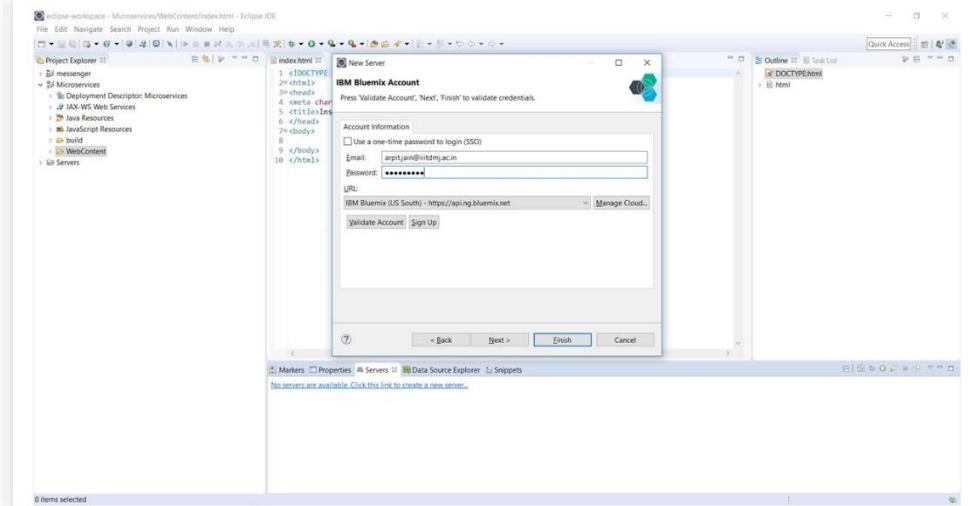 eclipse-workspace - Microservices/WebContent/index.html - Eclipse IDE
File Edit Navigate Search Project Run Window Help
Quick Access
Project Explorer
messenger
Microservices
Deployment Descriptor: Microservices
JAX-WS Web Services
Java Resources
JavaScript Resources
build
WebContent
Servers
index.html
1 <!DOCTYPE
2 <html>
3 <head>
4 <meta char
5 <title>Ins
6 </head>
7 <body>
8
9 </body>
10 </html>
New Server
IBM Bluemix Account
Press 'Validate Account', 'Next', 'Finish' to validate credentials.
Account Information
Use a one-time password to login (SSO)
Email: arpitjain@iiitdmj.ac.in
Password: ●●●●●●●●●
URL:
IBM Bluemix (US South) - https://api.ng.bluemix.net
Manage Cloud...
Validate Account Sign Up
< Back Next > Finish Cancel
Outline Task List
DOCTYPE:html
html
Markers Properties Servers Data Source Explorer Snippets
No servers are available. Click this link to create a new server...
0 items selected